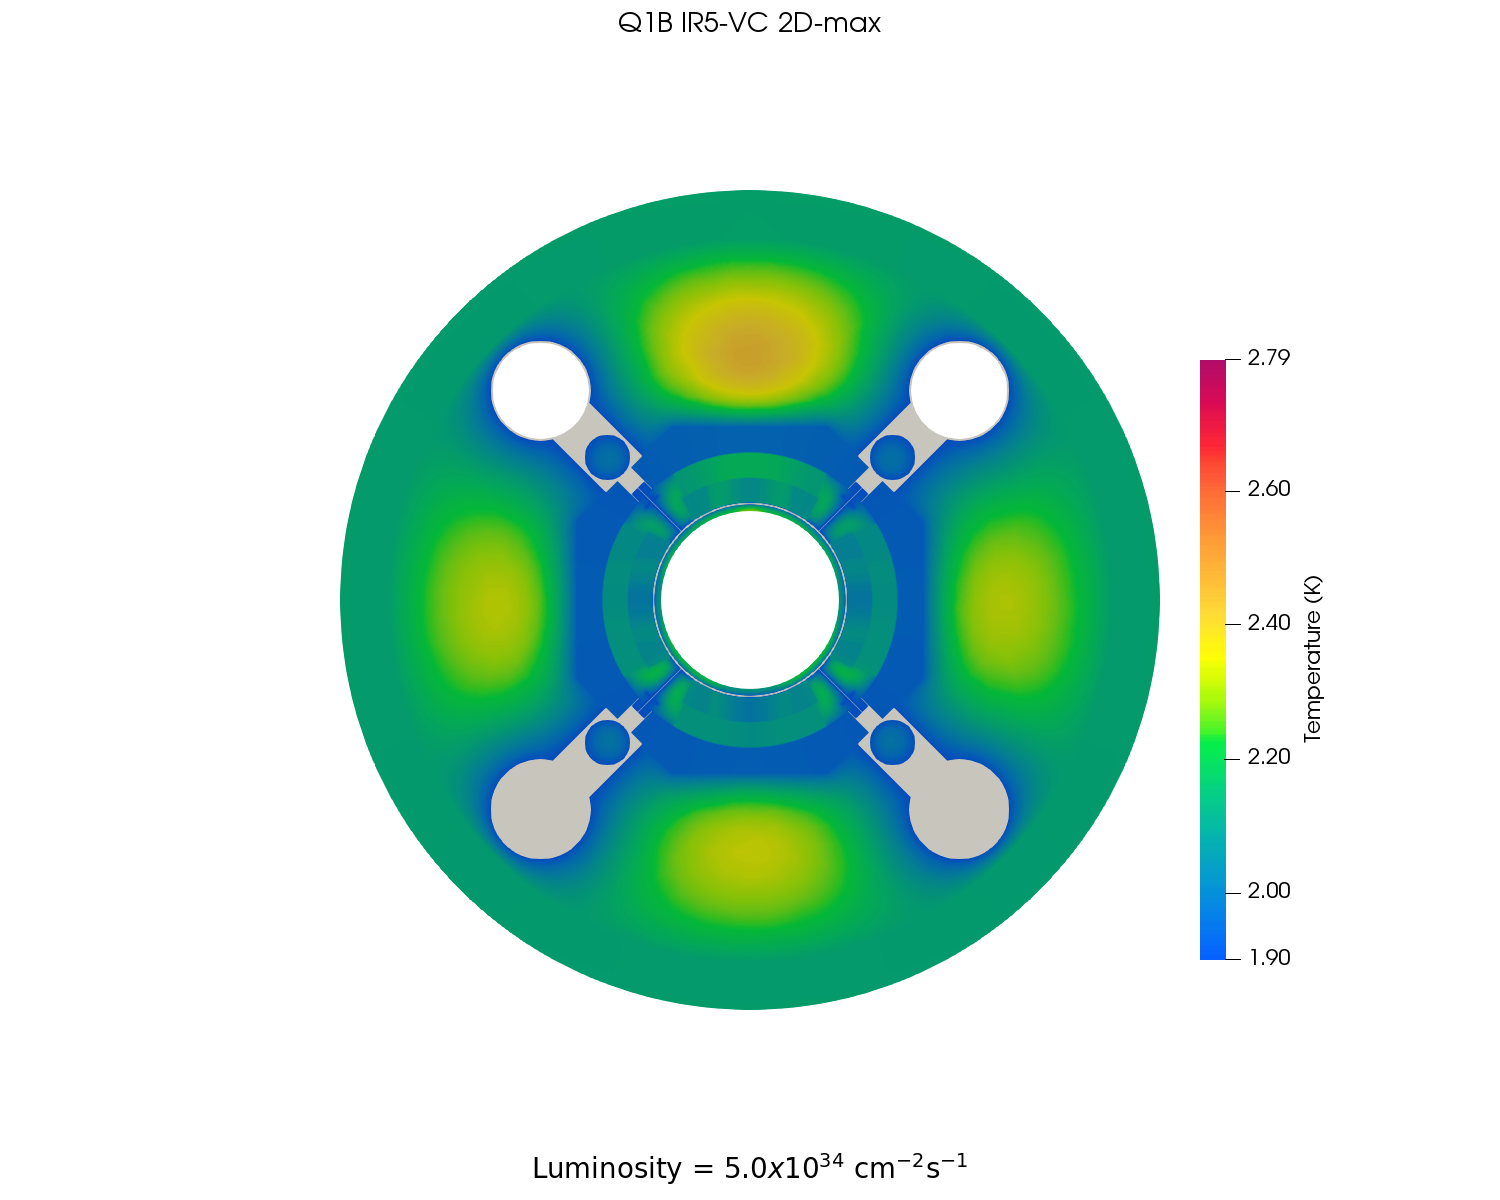 Q1B IR5-VC 2D-max
2.79
2.60
2.40
2.20
2.00
1.90
Temperature (K)
Luminosity = 5.0x10³⁴ cm⁻²s⁻¹